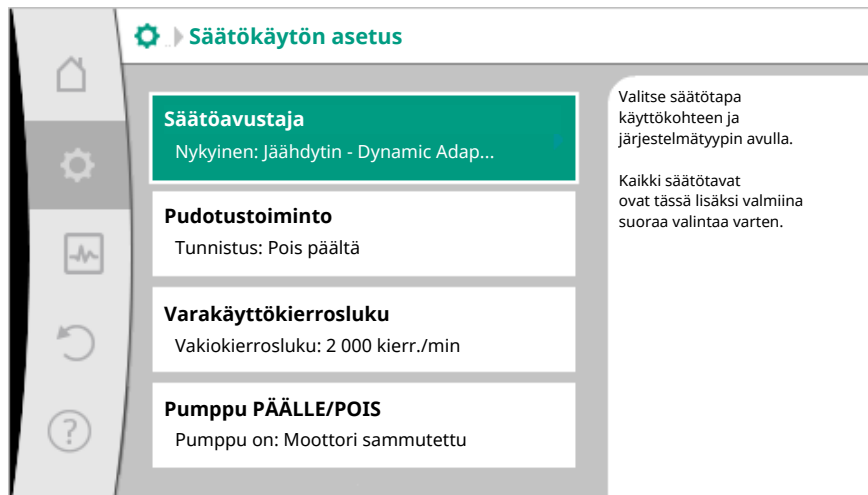 Säätökäytön asetus
Säätöavustaja
Nykyinen: Jäähdytin - Dynamic Adap...
Pudotustoiminto
Tunnistus: Pois päältä
Varakäyttökierrosluku
Vakiokierrosluku: 2 000 kierr./min
Pumppu PÄÄLLE/POIS
Pumppu on: Moottori sammutettu
Valitse säätötapa
käyttökohteen ja
järjestelmätyypin avulla.
Kaikki säätötavat
ovat tässä lisäksi valmiina
suoraa valintaa varten.
?